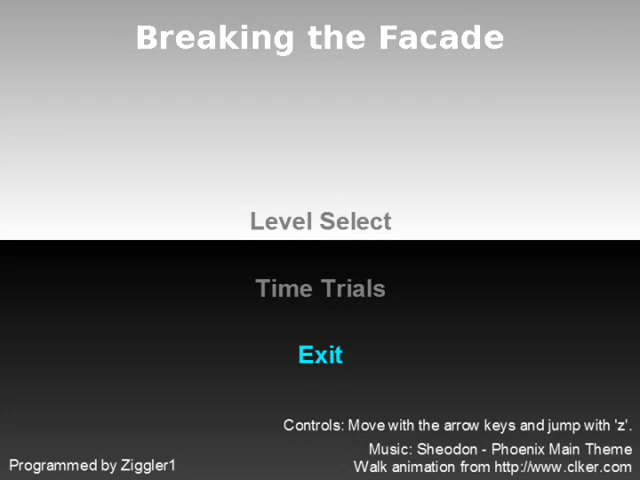 Breaking the Facade
Level Select
Time Trials
Exit
Controls: Move with the arrow keys and jump with 'z'.
Music: Sheodon - Phoenix Main Theme
Programmed by Ziggler1
Walk animation from http://www.clker.com